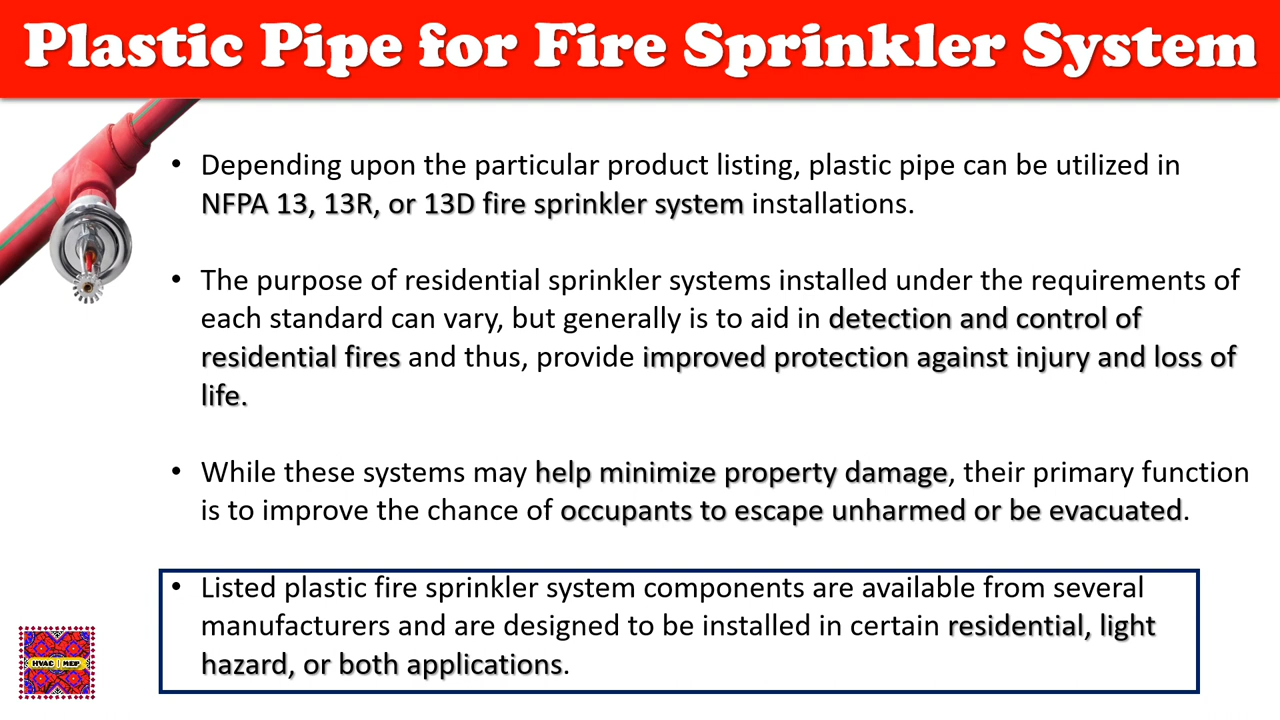 Plastic Pipe for Fire Sprinkler System
• Depending upon the particular product listing, plastic pipe can be utilized in
NFPA 13, 13R, or 13D fire sprinkler system installations.
• The purpose of residential sprinkler systems installed under the requirements of
each standard can vary, but generally is to aid in detection and control of
residential fires and thus, provide improved protection against injury and loss of
life.
• While these systems may help minimize property damage, their primary function
is to improve the chance of occupants to escape unharmed or be evacuated.
• Listed plastic fire sprinkler system components are available from several
manufacturers and are designed to be installed in certain residential, light
hazard, or both applications.
HVAC | MEP